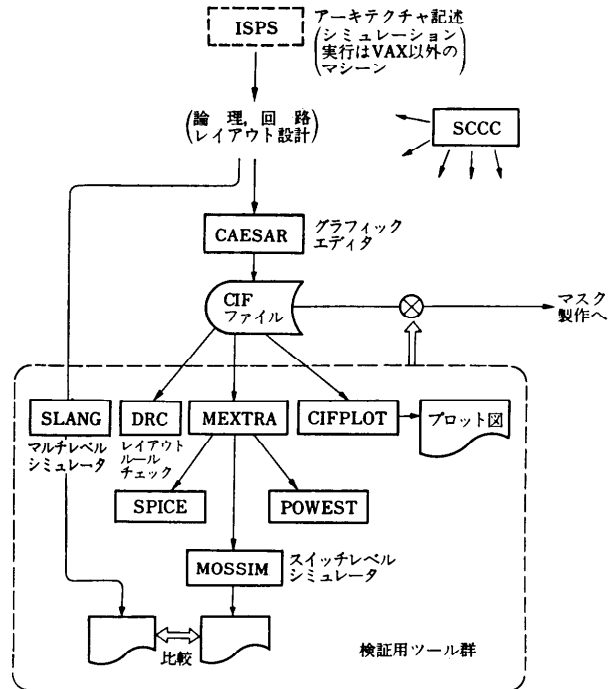 ISPS
アーキテクチャ記述
(シミュレーション
実行はVAX以外の
マシーン)
(論理,回路
レイアウト設計)
SCCC
CAESAR
グラフィック
エディタ
CIF
ファイル
マスク
製作へ
SLANG
マルチレベル
シミュレータ
DRC
レイアウト
ルール
チェック
MEXTRA
CIFPLOT
プロット図
SPICE
POWEST
MOSSIM
スイッチレベル
シミュレータ
比較
検証用ツール群